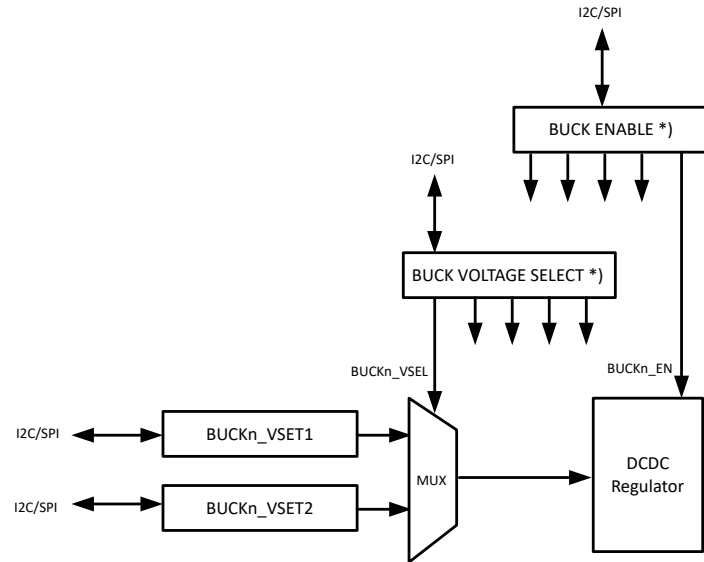 I2C/SPI
BUCK ENABLE *)
I2C/SPI
BUCK VOLTAGE SELECT *)
BUCKn_VSEL
BUCKn_EN
I2C/SPI
BUCKn_VSET1
MUX
DCDC
Regulator
I2C/SPI
BUCKn_VSET2